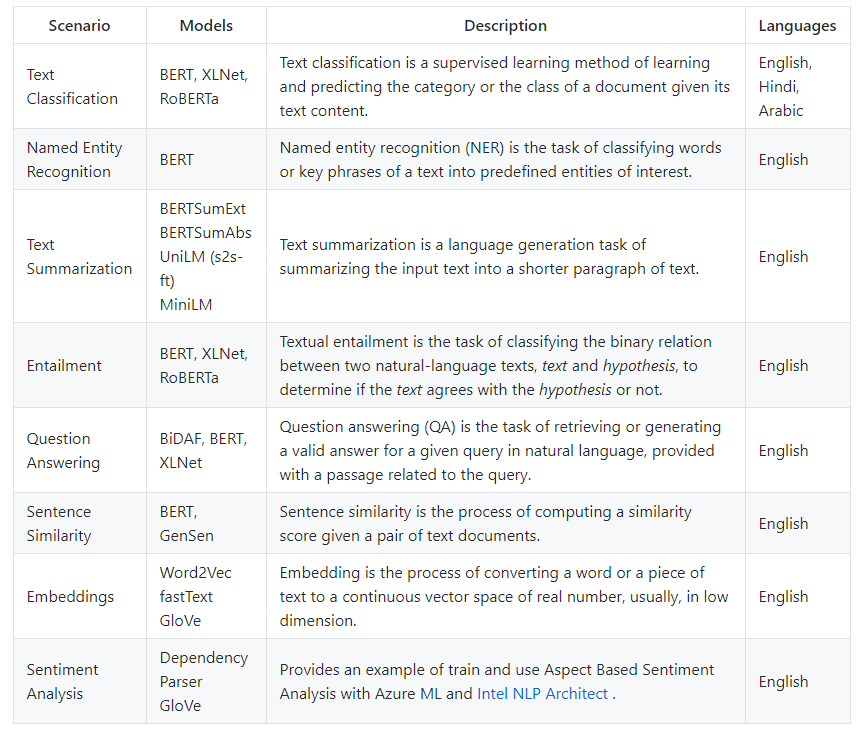 Scenario Models Description Languages
Text Classification BERT, XLNet, RoBERTa Text classification is a supervised learning method of learning and predicting the category or the class of a document given its text content. English, Hindi, Arabic
Named Entity Recognition BERT Named entity recognition (NER) is the task of classifying words or key phrases of a text into predefined entities of interest. English
Text Summarization BERTSumExt BERTSumAbs UniLM (s2s-ft) MiniLM Text summarization is a language generation task of summarizing the input text into a shorter paragraph of text. English
Entailment BERT, XLNet, RoBERTa Textual entailment is the task of classifying the binary relation between two natural-language texts, text and hypothesis, to determine if the text agrees with the hypothesis or not. English
Question Answering BiDAF, BERT, XLNet Question answering (QA) is the task of retrieving or generating a valid answer for a given query in natural language, provided with a passage related to the query. English
Sentence Similarity BERT, GenSen Sentence similarity is the process of computing a similarity score given a pair of text documents. English
Embeddings Word2Vec fastText GloVe Embedding is the process of converting a word or a piece of text to a continuous vector space of real number, usually, in low dimension. English
Sentiment Analysis Dependency Parser GloVe Provides an example of train and use Aspect Based Sentiment Analysis with Azure ML and Intel NLP Architect . English